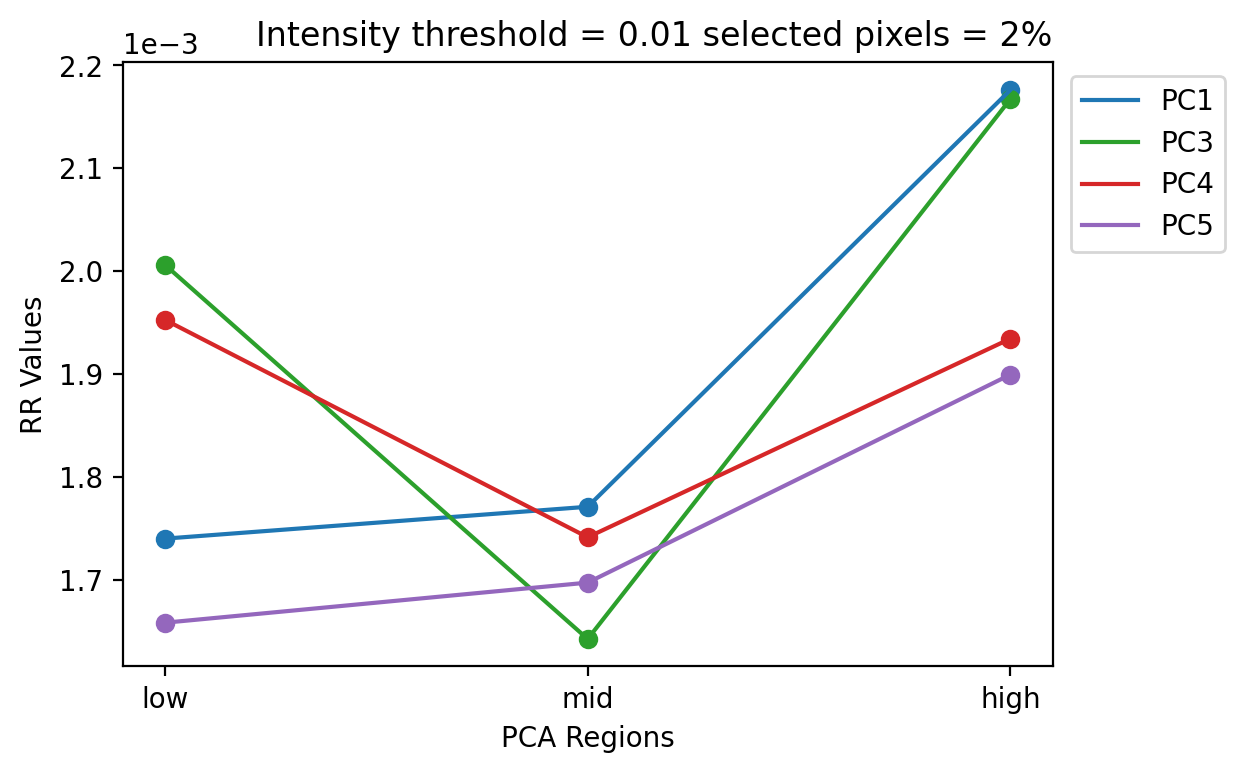 Intensity threshold = 0.01 selected pixels = 2%
1e−3
2.2
2.1
2.0
1.9
1.8
1.7
RR Values
low
mid
high
PCA Regions
PC1
PC3
PC4
PC5